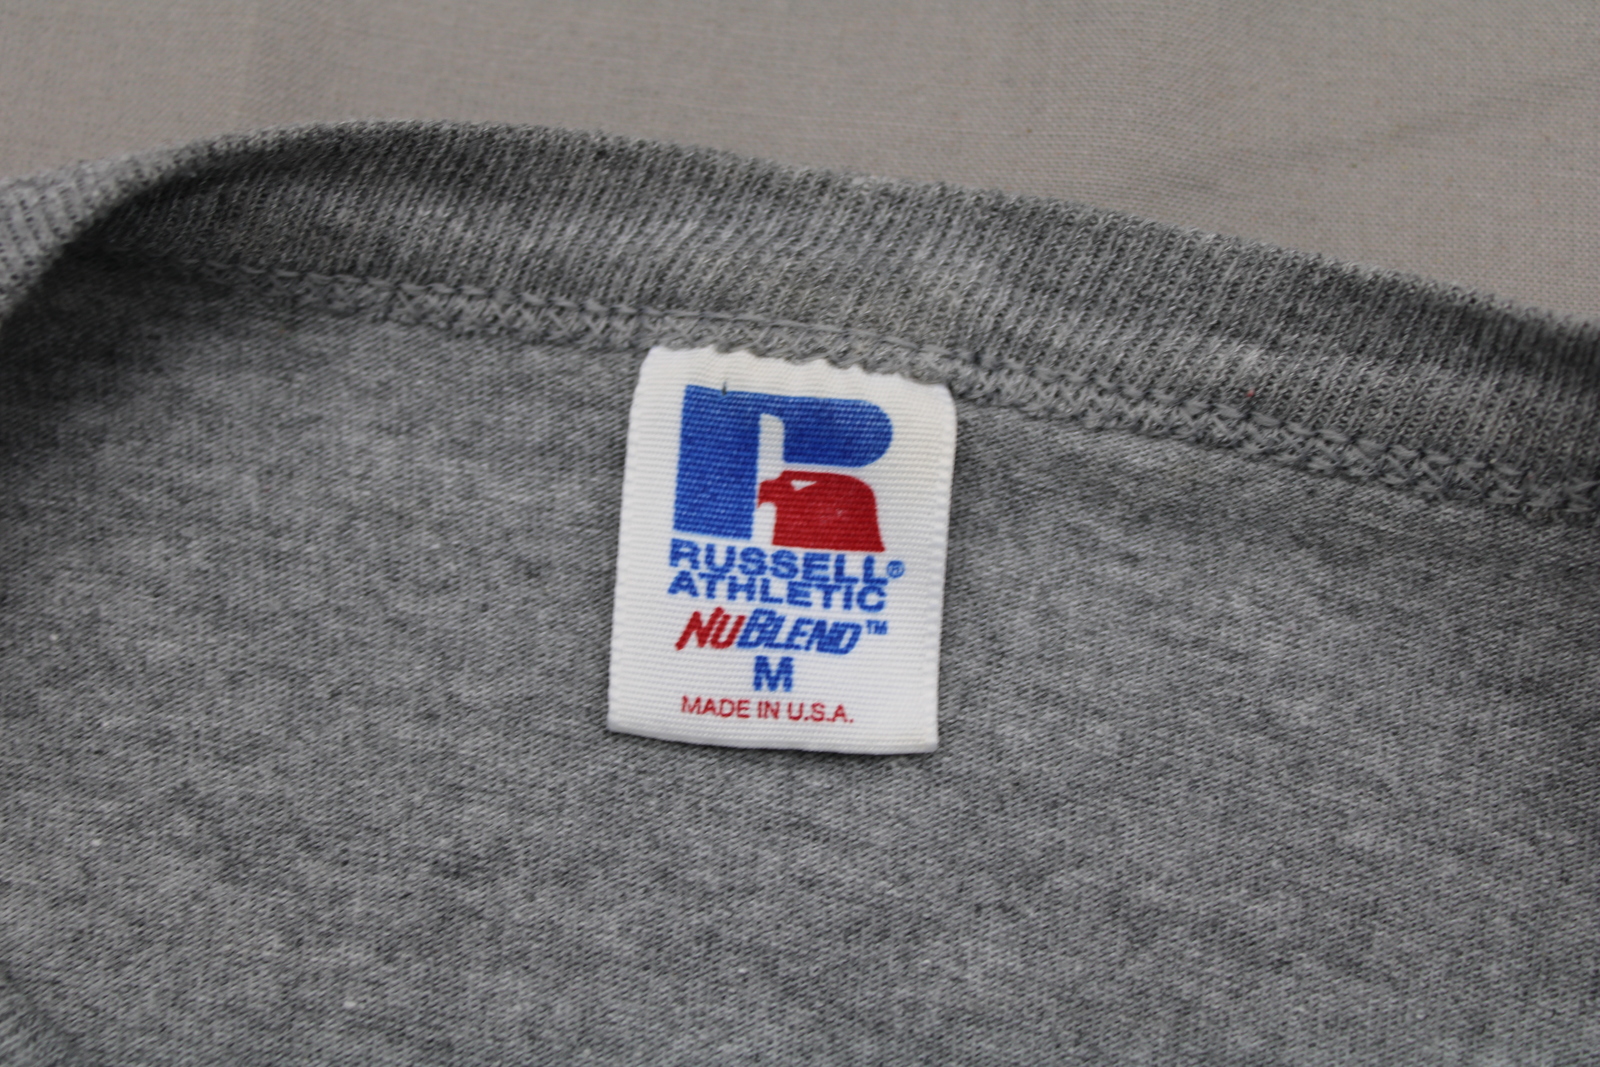 RUSSELL®
ATHLETIC
NUBLEND™
M
MADE IN U.S.A.